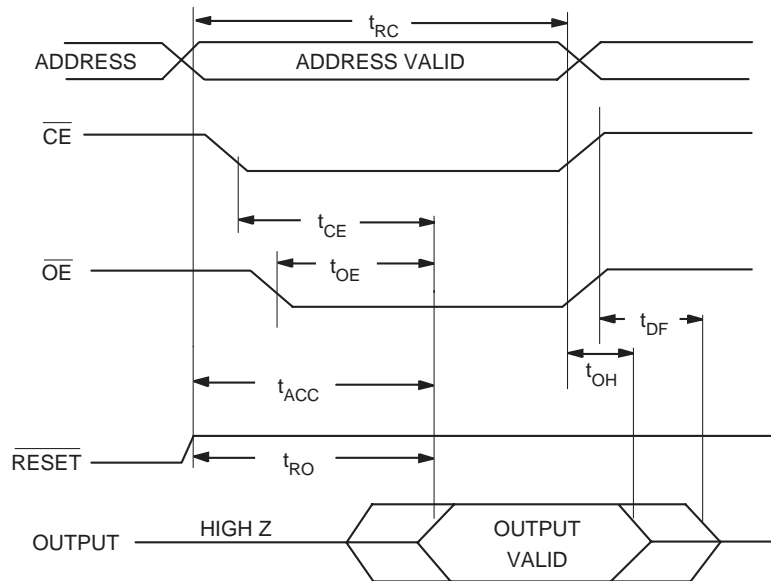 tRC
ADDRESS
ADDRESS VALID
CE
tCE
OE
tOE
tDF
tOH
tACC
RESET
tRO
OUTPUT
HIGH Z
OUTPUT
VALID